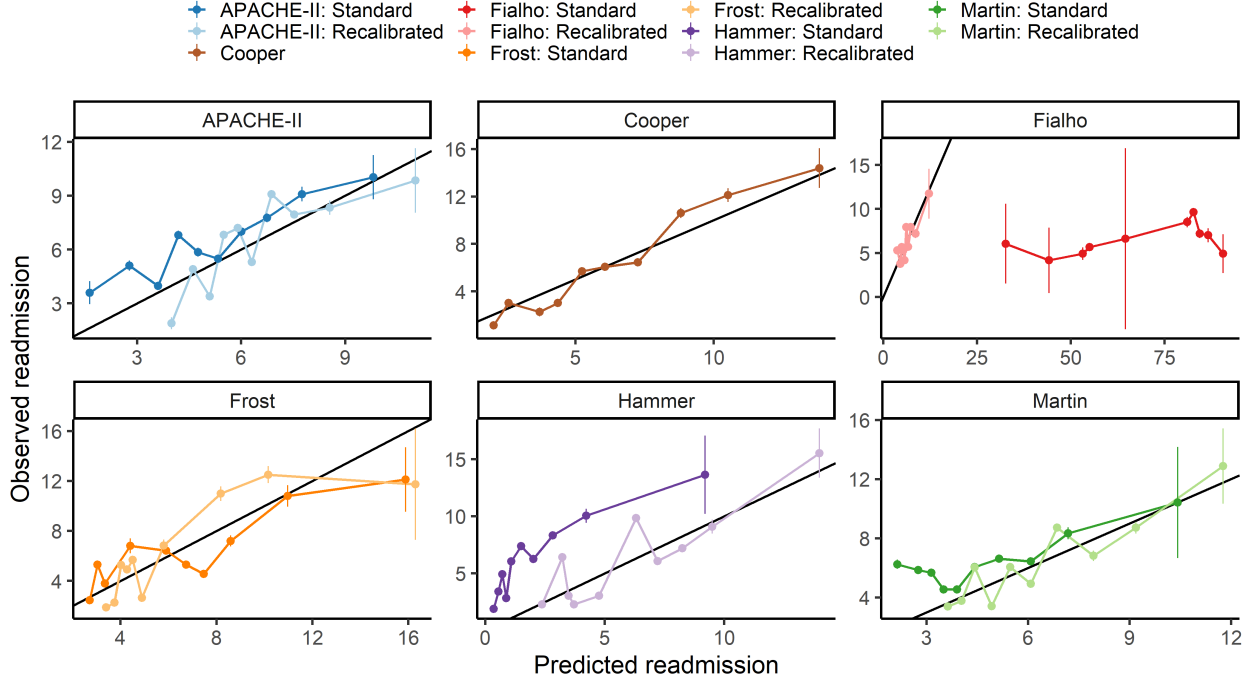 APACHE-II: Standard Fialho: Standard Frost: Recalibrated Martin: Standard
APACHE-II: Recalibrated Fialho: Recalibrated Hammer: Standard Martin: Recalibrated
Cooper Frost: Standard Hammer: Recalibrated
APACHE-II Cooper Fialho
12
9
6
3
16
12
8
4
15
10
5
0
3 6 9 5 10 0 25 50 75
Observed readmission
Frost Hammer Martin
16
12
8
4
15
10
5
16
12
8
4
4 8 12 16 0 5 10 3 6 9 12
Predicted readmission